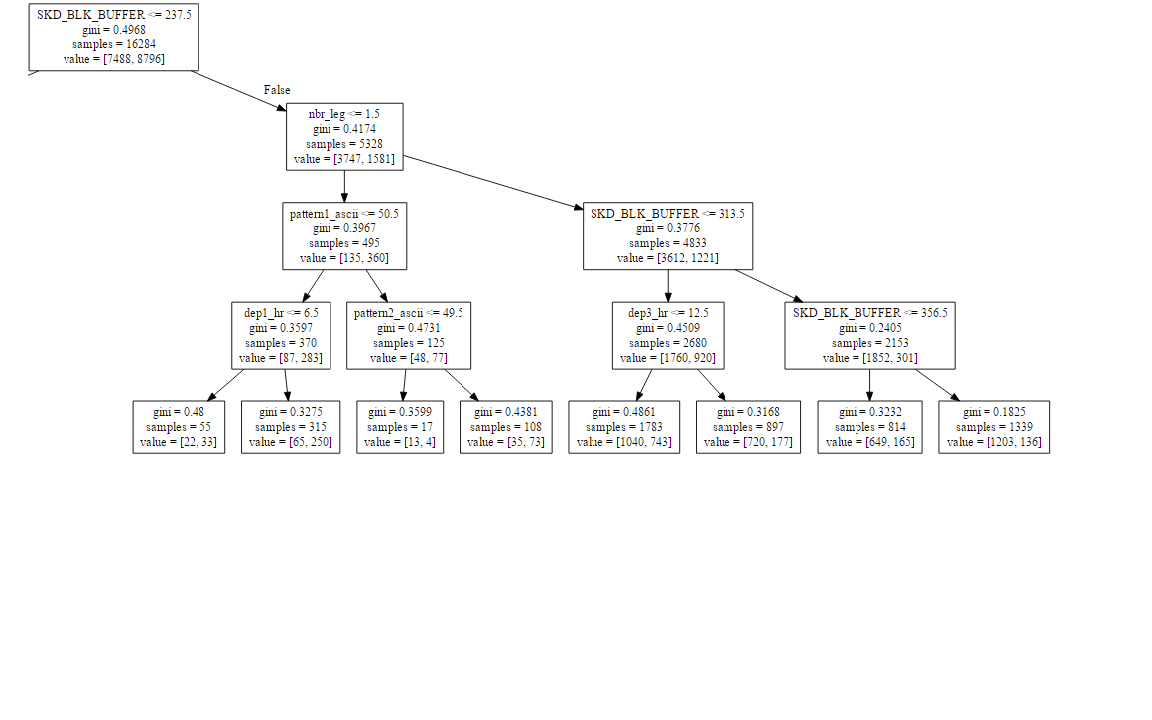 SKD_BLK_BUFFER <= 237.5
gini = 0.4968
samples = 16284
value = [7488, 8796]
False
nbr_leg <= 1.5
gini = 0.4174
samples = 5328
value = [3747, 1581]
pattern1_ascii <= 50.5
gini = 0.3967
samples = 495
value = [135, 360]
SKD_BLK_BUFFER <= 313.5
gini = 0.3776
samples = 4833
value = [3612, 1221]
dep1_hr <= 6.5
gini = 0.3597
samples = 370
value = [87, 283]
pattern2_ascii <= 49.5
gini = 0.4731
samples = 125
value = [48, 77]
dep3_hr <= 12.5
gini = 0.4509
samples = 2680
value = [1760, 920]
SKD_BLK_BUFFER <= 356.5
gini = 0.2405
samples = 2153
value = [1852, 301]
gini = 0.48
samples = 55
value = [22, 33]
gini = 0.3275
samples = 315
value = [65, 250]
gini = 0.3599
samples = 17
value = [13, 4]
gini = 0.4381
samples = 108
value = [35, 73]
gini = 0.4861
samples = 1783
value = [1040, 743]
gini = 0.3168
samples = 897
value = [720, 177]
gini = 0.3232
samples = 814
value = [649, 165]
gini = 0.1825
samples = 1339
value = [1203, 136]